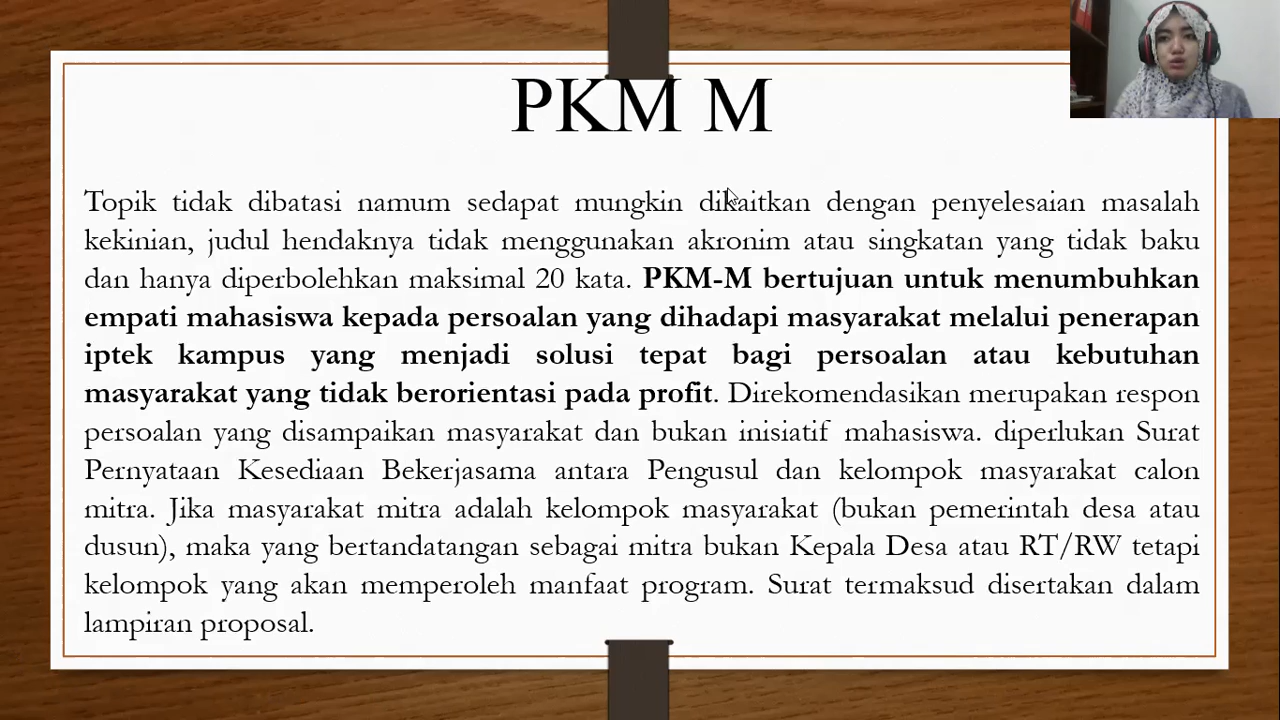 PKM M
Topik tidak dibatasi namum sedapat mungkin dikaitkan dengan penyelesaian masalah
kekinian, judul hendaknya tidak menggunakan akronim atau singkatan yang tidak baku
dan hanya diperbolehkan maksimal 20 kata. PKM-M bertujuan untuk menumbuhkan
empati mahasiswa kepada persoalan yang dihadapi masyarakat melalui penerapan
iptek kampus yang menjadi solusi tepat bagi persoalan atau kebutuhan
masyarakat yang tidak berorientasi pada profit. Direkomendasikan merupakan respon
persoalan yang disampaikan masyarakat dan bukan inisiatif mahasiswa. diperlukan Surat
Pernyataan Kesediaan Bekerjasama antara Pengusul dan kelompok masyarakat calon
mitra. Jika masyarakat mitra adalah kelompok masyarakat (bukan pemerintah desa atau
dusun), maka yang bertandatangan sebagai mitra bukan Kepala Desa atau RT/RW tetapi
kelompok yang akan memperoleh manfaat program. Surat termaksud disertakan dalam
lampiran proposal.